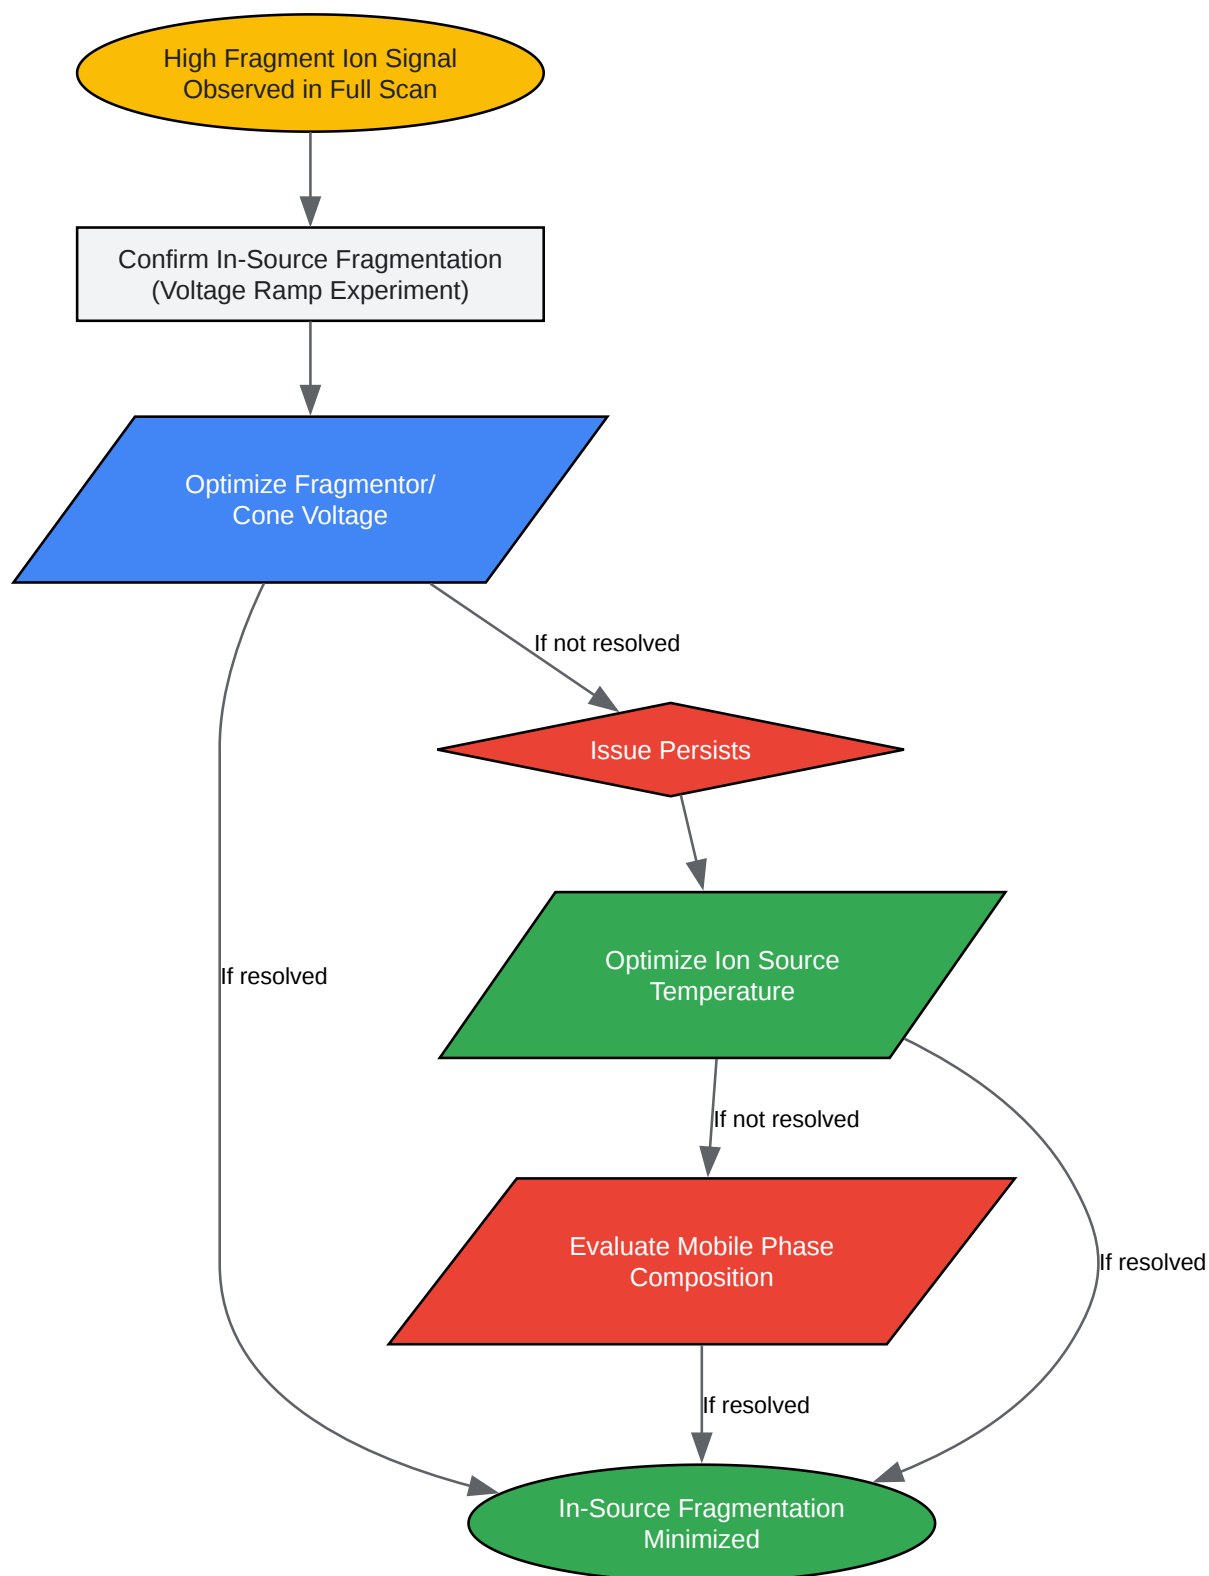 High Fragment Ion Signal
Observed in Full Scan
Confirm In-Source Fragmentation
(Voltage Ramp Experiment)
Optimize Fragmentor/
Cone Voltage
If not resolved
Issue Persists
If resolved
Optimize Ion Source
Temperature
If not resolved
Evaluate Mobile Phase
Composition
If resolved
If resolved
In-Source Fragmentation
Minimized